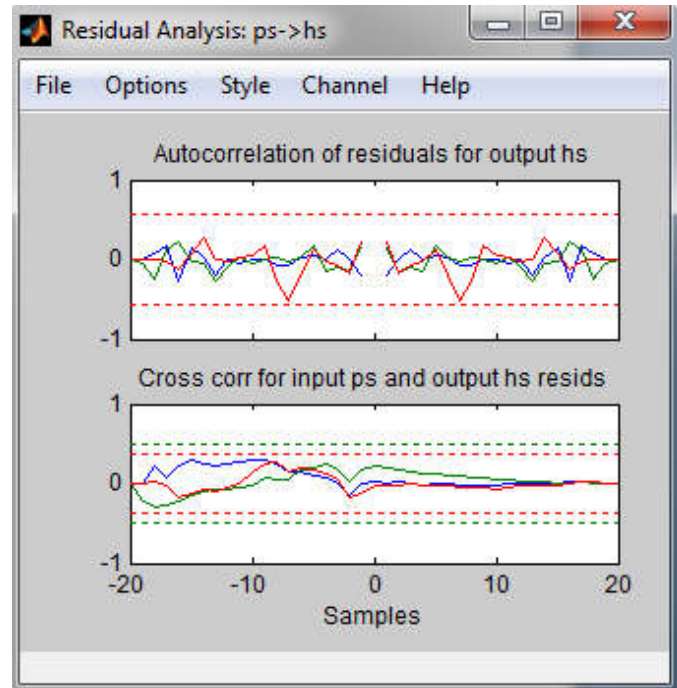 Residual Analysis: ps->hs
File Options Style Channel Help
Autocorrelation of residuals for output hs
1
0
-1
Cross corr for input ps and output hs resids
1
0
-1
-20 -10 0 10 20
Samples